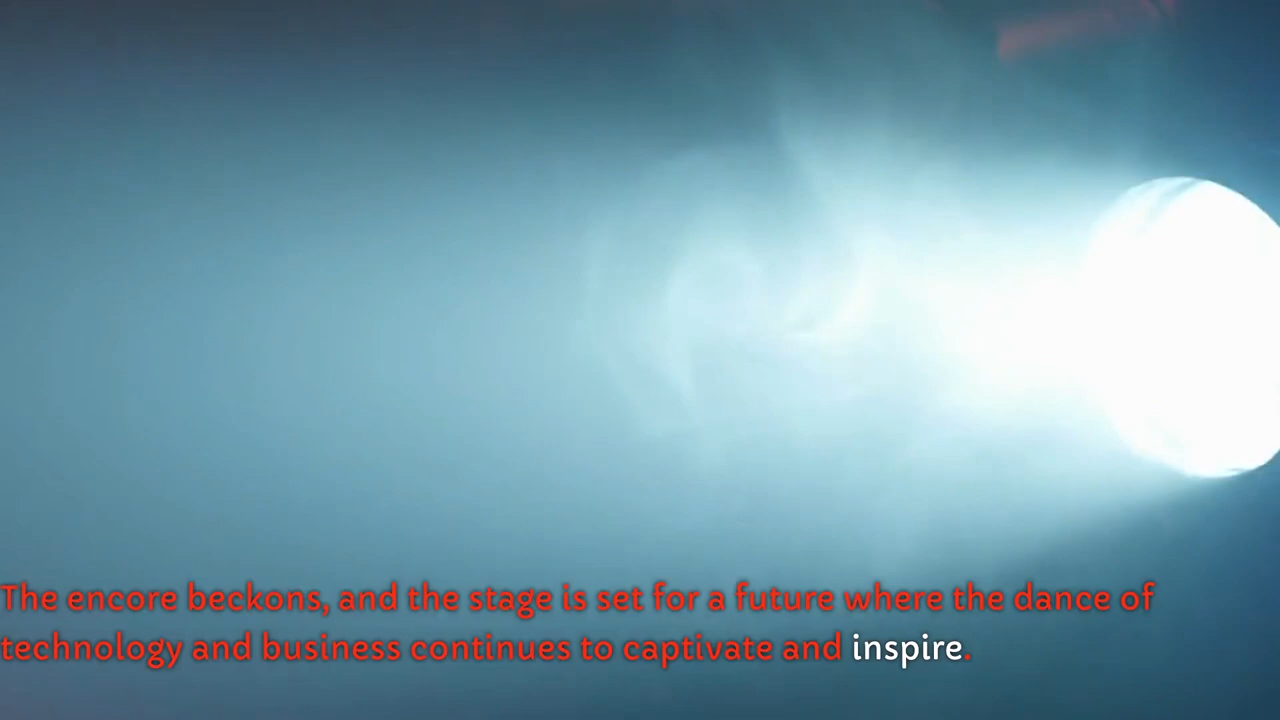 The encore beckons, and the stage is set for a future where the dance of
technology and business continues to captivate and inspire.